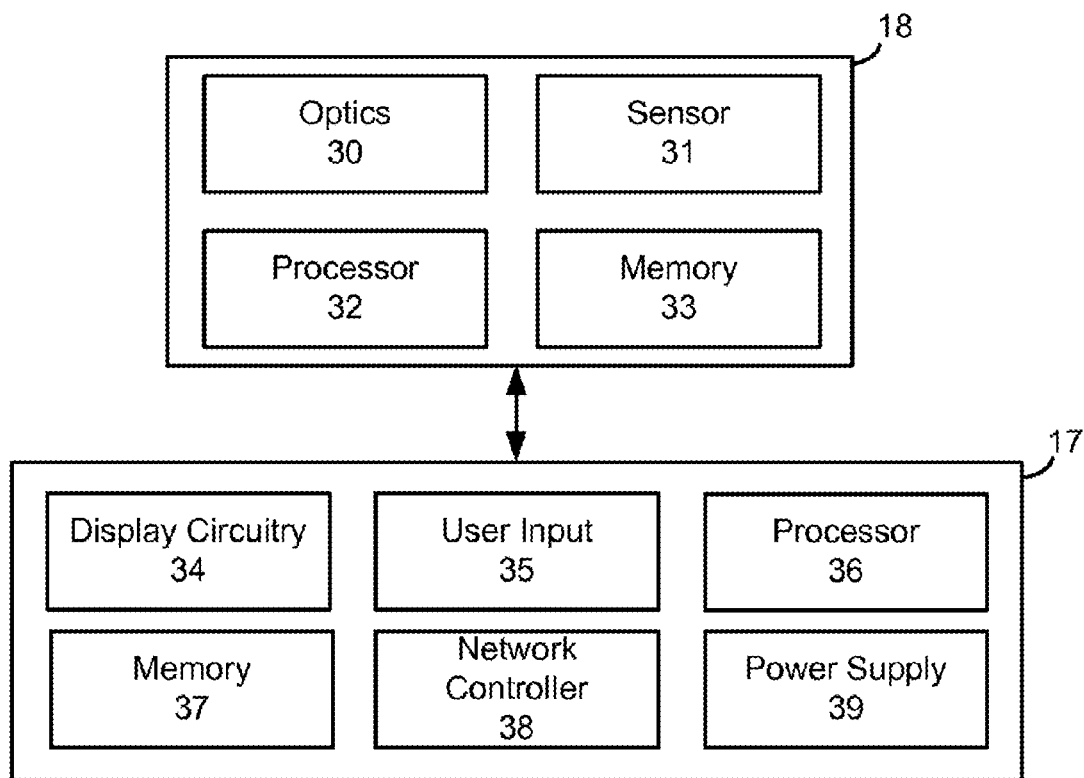 18
Optics
30
Sensor
31
Processor
32
Memory
33
17
Display Circuitry
34
User Input
35
Processor
36
Memory
37
Network
Controller
38
Power Supply
39